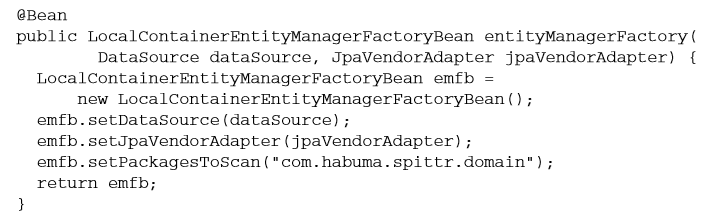 @Bean
public LocalContainerEntityManagerFactoryBean entityManagerFactory(
DataSource dataSource, JpaVendorAdapter jpaVendorAdapter) {
LocalContainerEntityManagerFactoryBean emfb =
new LocalContainerEntityManagerFactoryBean();
emfb.setDataSource(dataSource);
emfb.setJpaVendorAdapter(jpaVendorAdapter);
emfb.setPackagesToScan("com.habuma.spittr.domain");
return emfb;
}